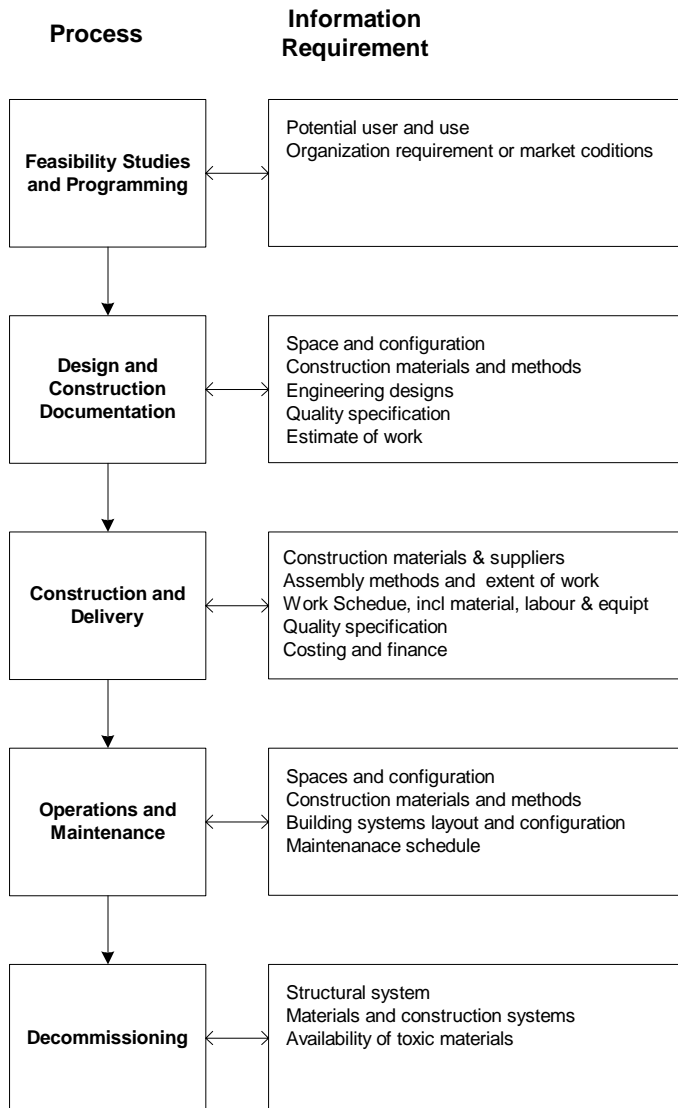 Process
Information
Requirement
Feasibility Studies
and Programming
Potential user and use
Organization requirement or market coditions
Design and
Construction
Documentation
Space and configuration
Construction materials and methods
Engineering designs
Quality specification
Estimate of work
Construction and
Delivery
Construction materials & suppliers
Assembly methods and extent of work
Work Schedue, incl material, labour & equipt
Quality specification
Costing and finance
Operations and
Maintenance
Spaces and configuration
Construction materials and methods
Building systems layout and configuration
Maintenanace schedule
Decommissioning
Structural system
Materials and construction systems
Availability of toxic materials